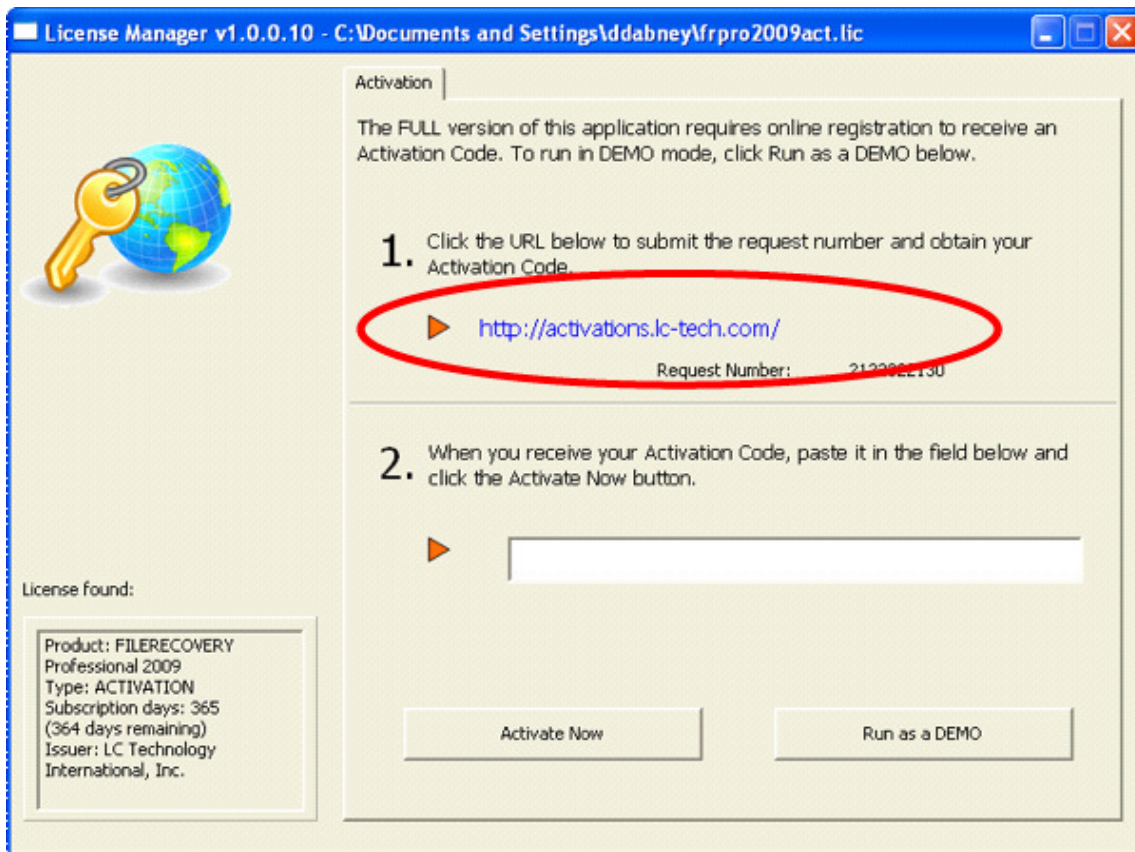 License Manager v1.0.0.10 - C:\Documents and Settings\ddabney\frpro2009act.lic
Activation
The FULL version of this application requires online registration to receive an
Activation Code. To run in DEMO mode, click Run as a DEMO below.
1. Click the URL below to submit the request number and obtain your
Activation Code.
http://activations.lc-tech.com/
Request Number:
2. When you receive your Activation Code, paste it in the field below and
click the Activate Now button.
License found:
Product: FILERECOVERY
Professional 2009
Type: ACTIVATION
Subscription days: 365
(364 days remaining)
Issuer: LC Technology
International, Inc.
Activate Now
Run as a DEMO